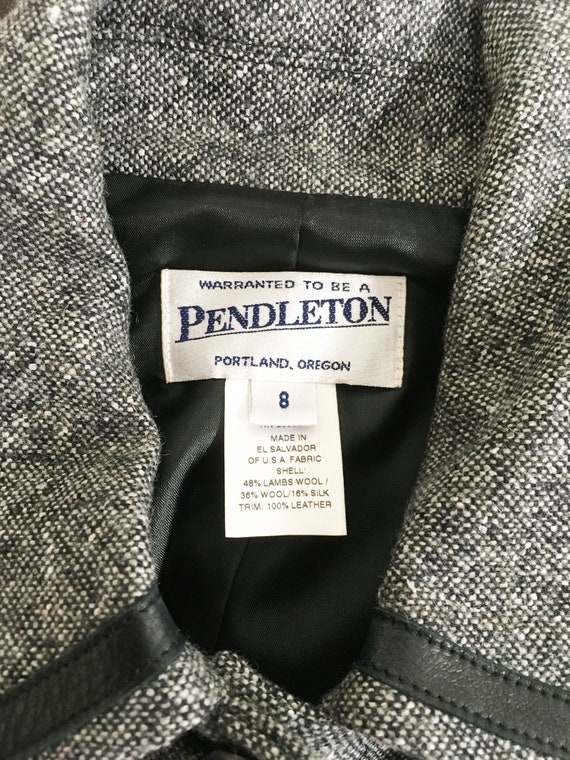 WARRANTED TO BE A
PENDLETON
PORTLAND, OREGON
8
MADE IN
EL SALVADOR
OF U.S.A. FABRIC
SHELL:
48% LAMBS WOOL /
36% WOOL/16% SILK
TRIM: 100% LEATHER